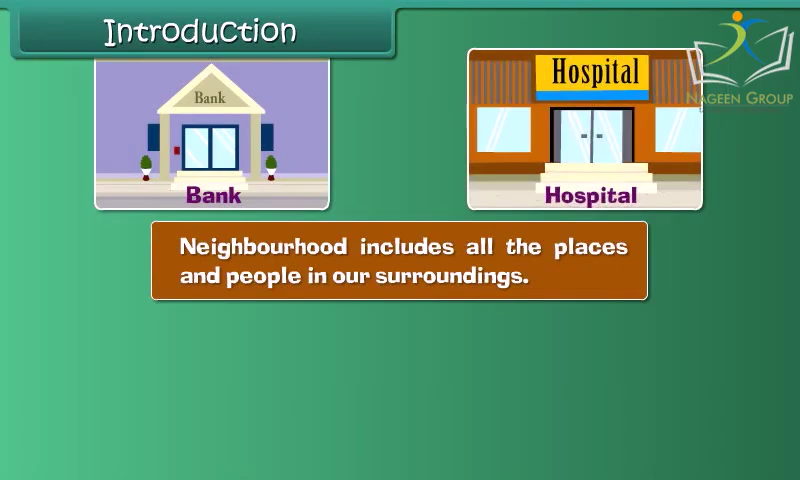 Introduction
NAGEEN GROUP
Bank
Hospital
Bank
Hospital
Neighbourhood includes all the places
and people in our surroundings.